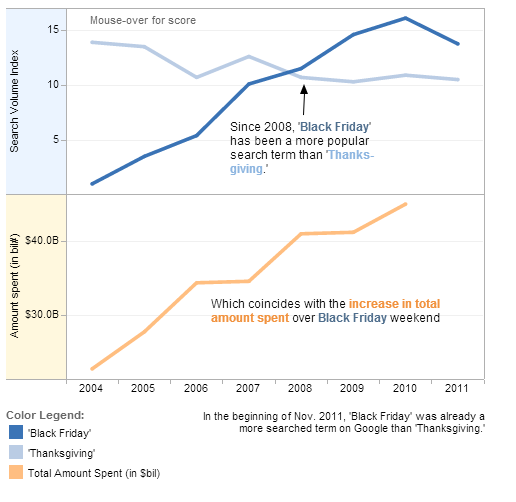 Mouse-over for score
Search Volume Index
15
10
5
Since 2008, 'Black Friday'
has been a more popular
search term than 'Thanks-
giving.'
Amount spent (in bil#)
$40.0B
$30.0B
Which coincides with the increase in total
amount spent over Black Friday weekend
2004 2005 2006 2007 2008 2009 2010 2011
Color Legend:
'Black Friday'
'Thanksgiving'
Total Amount Spent (in $bil)
In the beginning of Nov. 2011, 'Black Friday' was already a
more searched term on Google than 'Thanksgiving.'